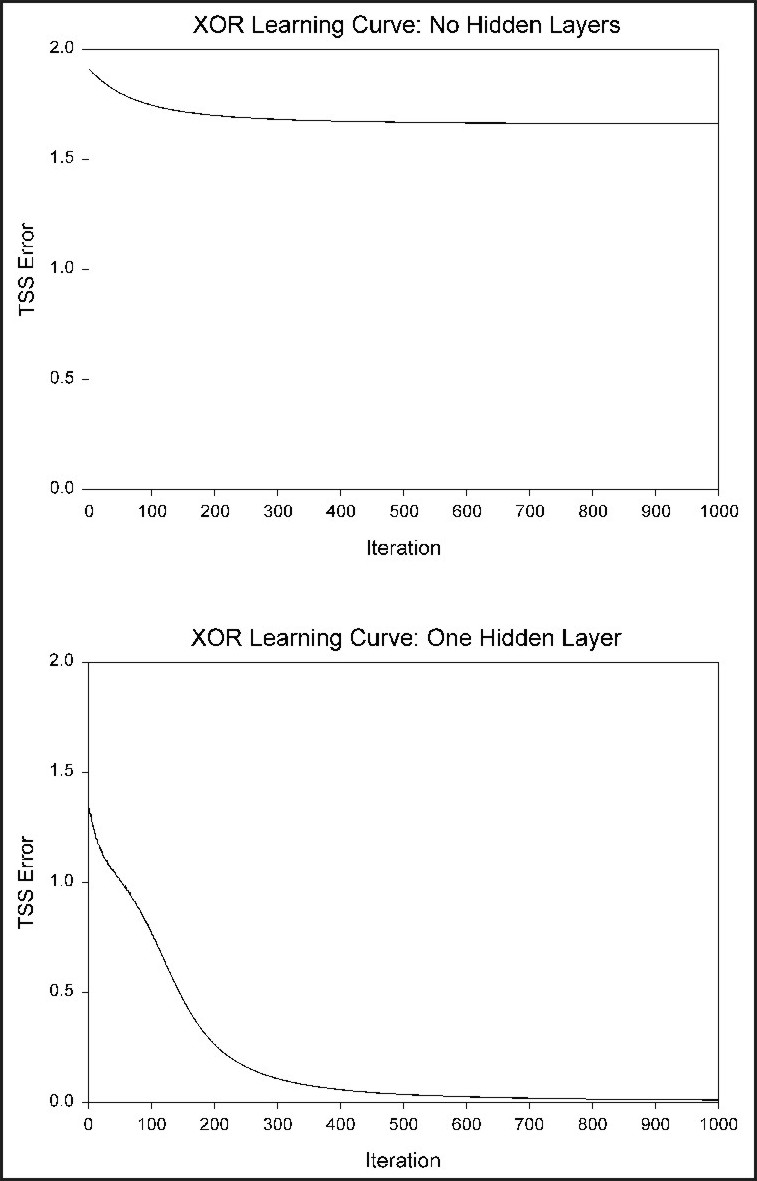 XOR Learning Curve: No Hidden Layers
2.0
1.5
1.0
0.5
0.0
TSS Error
0 100 200 300 400 500 600 700 800 900 1000
Iteration
XOR Learning Curve: One Hidden Layer
2.0
1.5
1.0
0.5
0.0
TSS Error
0 100 200 300 400 500 600 700 800 900 1000
Iteration